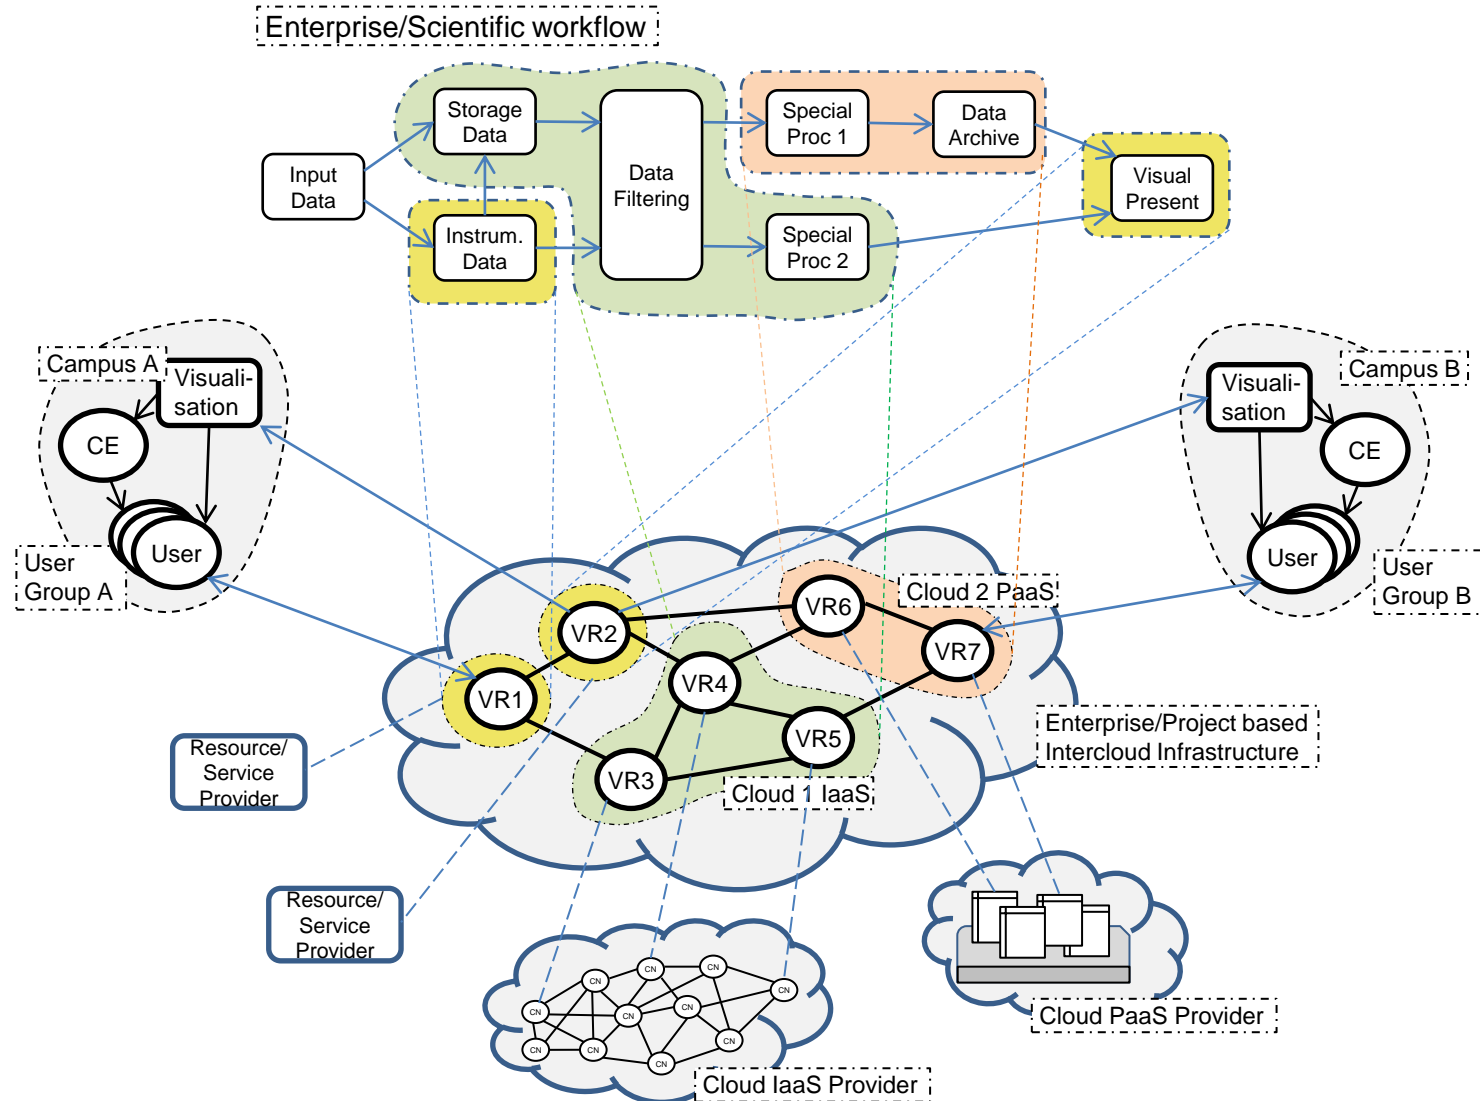 Enterprise/Scientific workflow
Storage
Data
Special
Proc 1
Data
Archive
Input
Data
Data
Filtering
Visual
Present
Instrum.
Data
Special
Proc 2
Campus A
Visuali-
sation
CE
User
User
Group A
Campus B
Visuali-
sation
CE
User
User
Group B
Cloud 2 PaaS
VR6
VR2
VR7
VR4
VR1
VR5
VR3
Cloud 1 IaaS
Enterprise/Project based
Intercloud Infrastructure
Resource/
Service
Provider
Resource/
Service
Provider
CN
CN
CN
CN
CN
CN
CN
CN
CN
CN
CN
CN
Cloud PaaS Provider
Cloud IaaS Provider